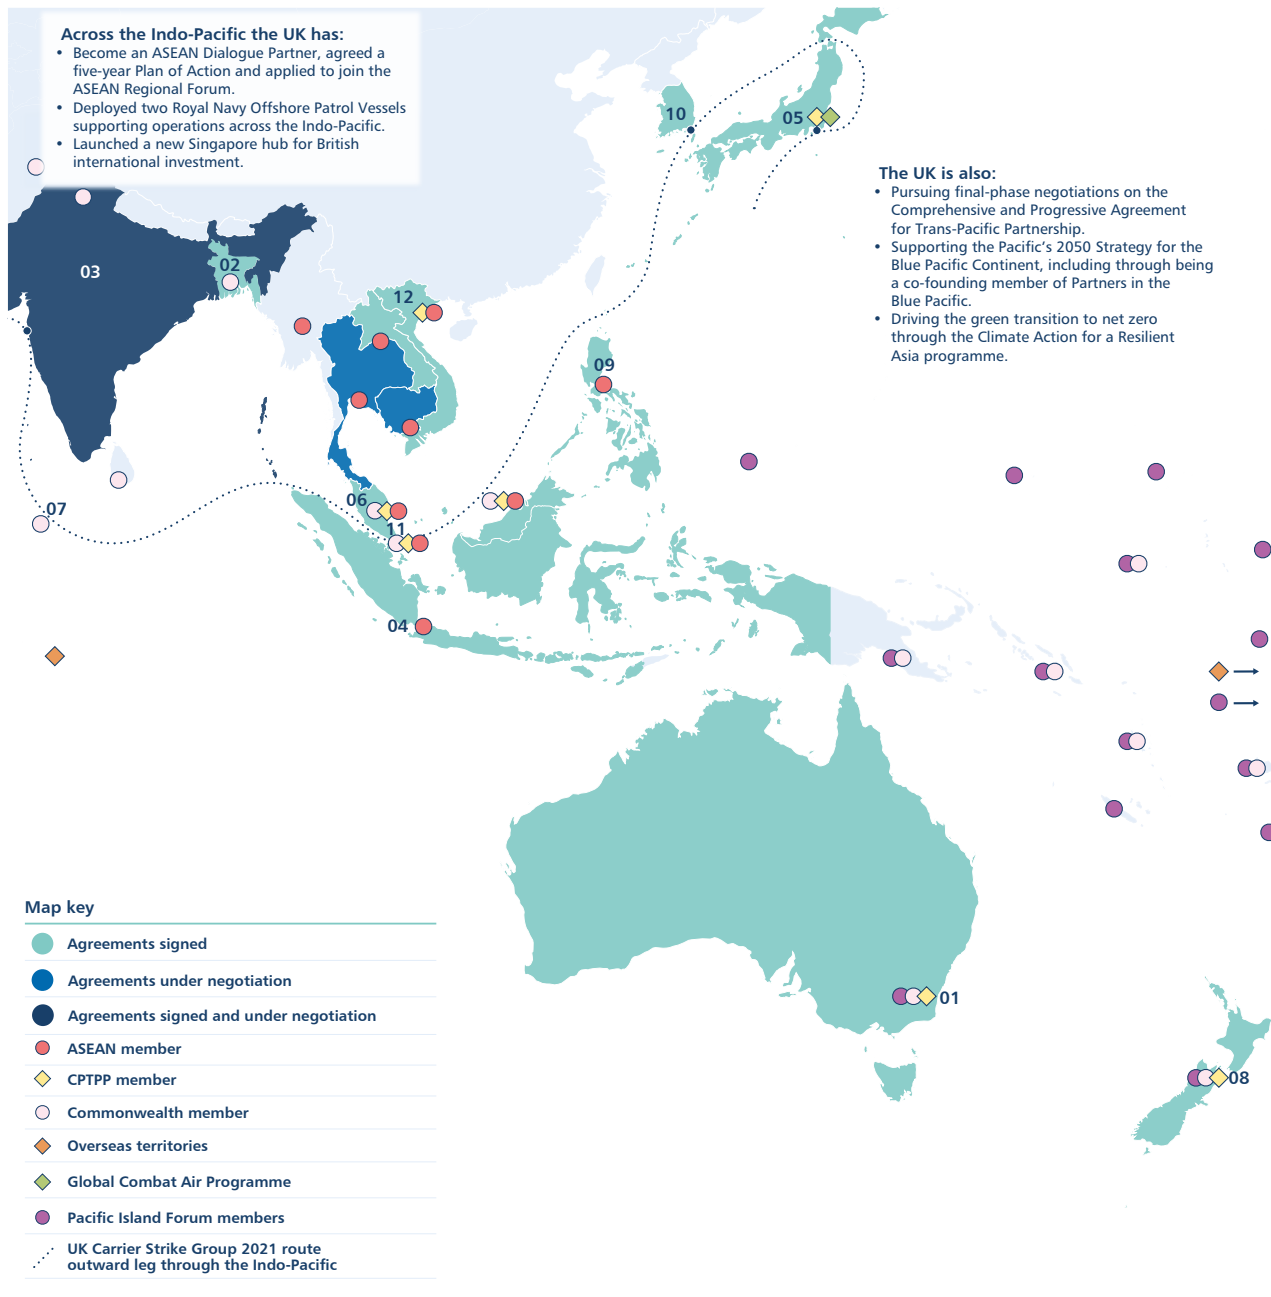 Across the Indo-Pacific the UK has:
• Become an ASEAN Dialogue Partner, agreed a
five-year Plan of Action and applied to join the
ASEAN Regional Forum.
• Deployed two Royal Navy Offshore Patrol Vessels
supporting operations across the Indo-Pacific.
• Launched a new Singapore hub for British
international investment.
10
05
The UK is also:
• Pursuing final-phase negotiations on the
Comprehensive and Progressive Agreement
for Trans-Pacific Partnership.
• Supporting the Pacific's 2050 Strategy for the
Blue Pacific Continent, including through being
a co-founding member of Partners in the
Blue Pacific.
• Driving the green transition to net zero
through the Climate Action for a Resilient
Asia programme.
03
02
12
09
07
06
11
04
01
08
Map key
Agreements signed
Agreements under negotiation
Agreements signed and under negotiation
ASEAN member
CPTPP member
Commonwealth member
Overseas territories
Global Combat Air Programme
Pacific Island Forum members
UK Carrier Strike Group 2021 route
outward leg through the Indo-Pacific